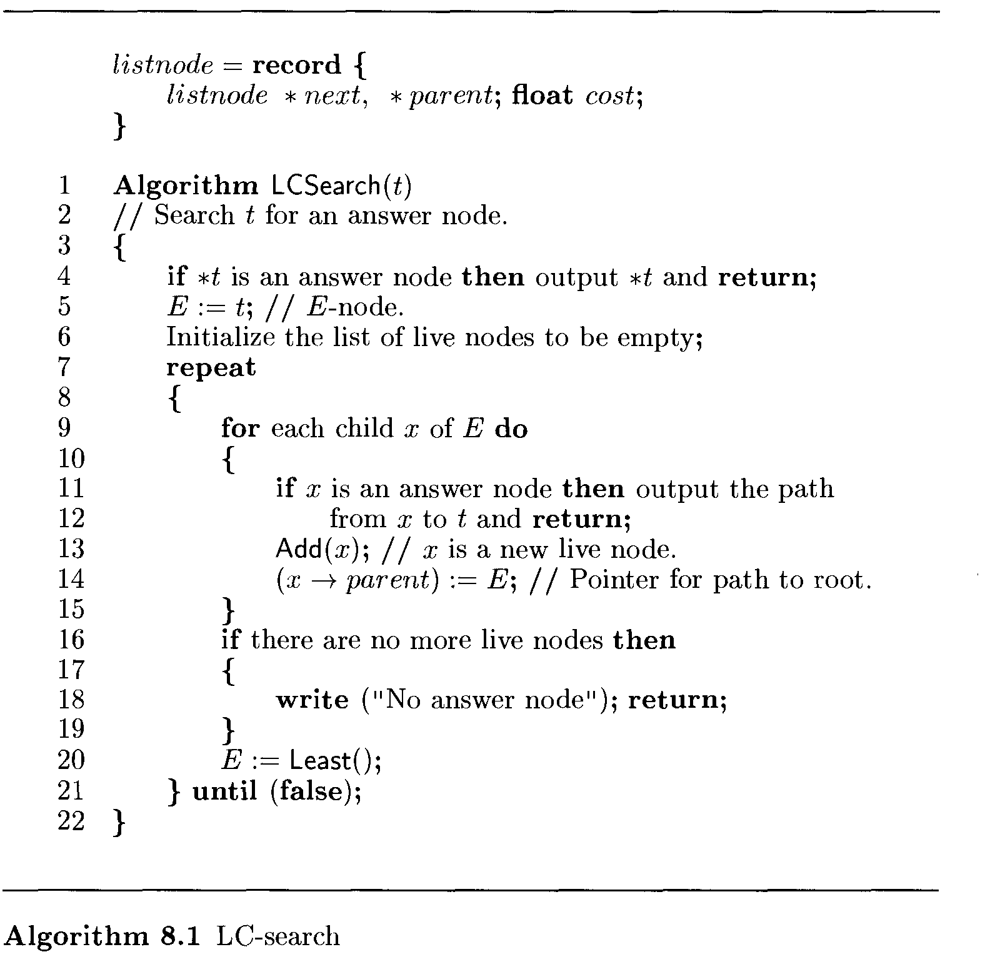 listnode = record {
listnode * next, * parent; float cost;
}
1 Algorithm LCSearch(t)
2 // Search t for an answer node.
3 {
4 if *t is an answer node then output *t and return;
5 E := t; // E-node.
6 Initialize the list of live nodes to be empty;
7 repeat
8 {
9 for each child x of E do
10 {
11 if x is an answer node then output the path
12 from x to t and return;
13 Add(x); // x is a new live node.
14 (x → parent) := E; // Pointer for path to root.
15 }
16 if there are no more live nodes then
17 {
18 write ("No answer node"); return;
19 }
20 E := Least();
21 } until (false);
22 }
Algorithm 8.1 LC-search